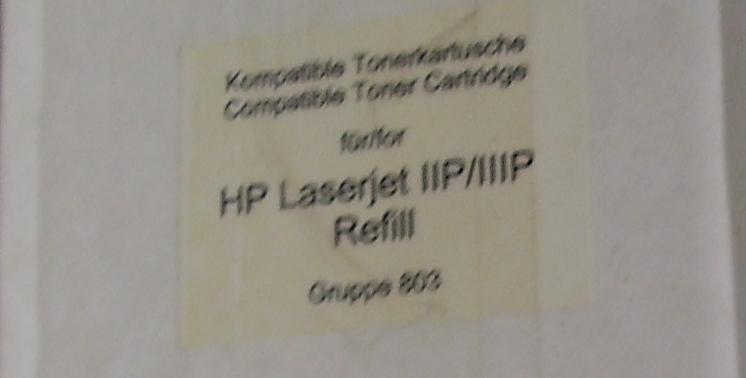 Kompatible Tonerkartusche
Compatible Toner Cartridge
für/for
HP Laserjet IIP/IIIP
Refill
Gruppe 803